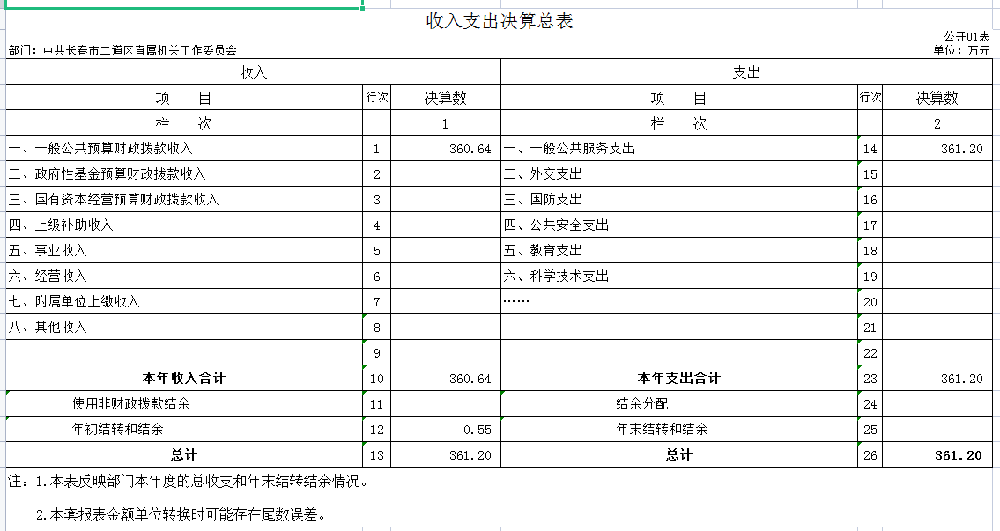 收入支出决算总表
公开01表
部门：中共长春市二道区直属机关工作委员会 单位：万元
收入 支出
项 目 行次 决算数 项 目 行次 决算数
栏 次 1 栏 次 2
一、一般公共预算财政拨款收入 1 360.64 一、一般公共服务支出 14 361.20
二、政府性基金预算财政拨款收入 2 二、外交支出 15
三、国有资本经营预算财政拨款收入 3 三、国防支出 16
四、上级补助收入 4 四、公共安全支出 17
五、事业收入 5 五、教育支出 18
六、经营收入 6 六、科学技术支出 19
七、附属单位上缴收入 7 …… 20
八、其他收入 8 21
9 22
本年收入合计 10 360.64 本年支出合计 23 361.20
使用非财政拨款结余 11 结余分配 24
年初结转和结余 12 0.55 年末结转和结余 25
总计 13 361.20 总计 26 361.20
注：1.本表反映部门本年度的总收支和年末结转结余情况。
2.本套报表金额单位转换时可能存在尾数误差。